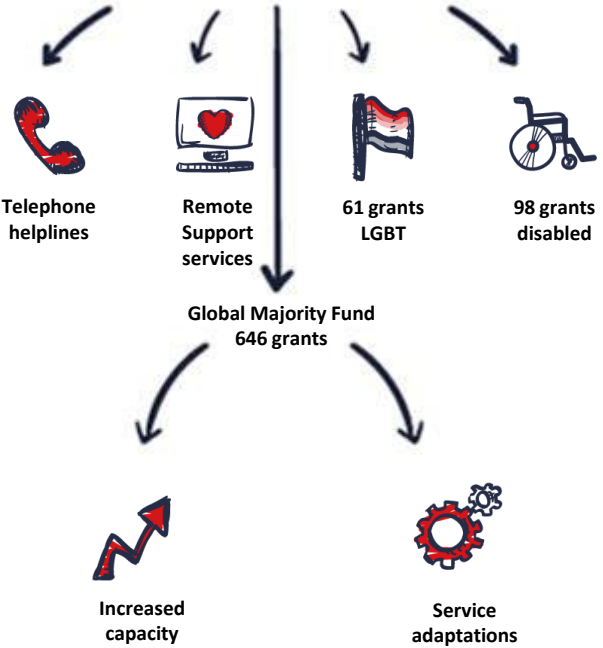 Telephone
helplines
Remote
Support
services
61 grants
LGBT
98 grants
disabled
Global Majority Fund
646 grants
Increased
capacity
Service
adaptations